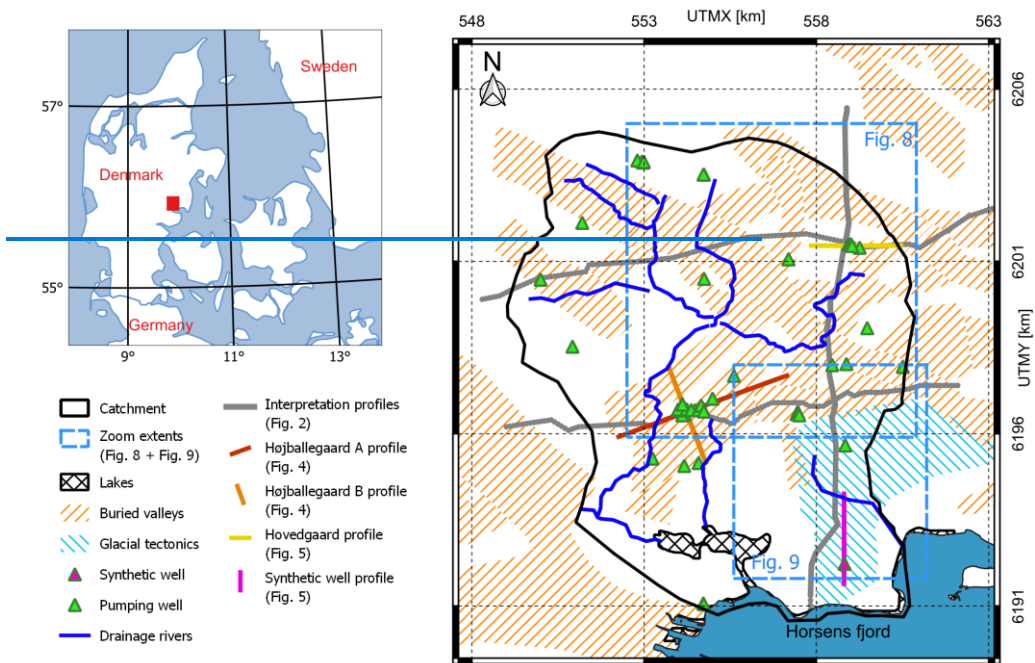 Sweden
57°
Denmark
55°
Germany
9°
11°
13°
Catchment
Zoom extents
(Fig. 8 + Fig. 9)
Lakes
Buried valleys
Glacial tectonics
Synthetic well
Pumping well
Drainage rivers
Interpretation profiles
(Fig. 2)
Højballegaard A profile
(Fig. 4)
Højballegaard B profile
(Fig. 4)
Hovedgaard profile
(Fig. 5)
Synthetic well profile
(Fig. 5)
UTMX [km]
548
553
558
563
N
6206
Fig. 8
6201
UTMY [km]
6196
Fig. 9
6191
Horsens fjord